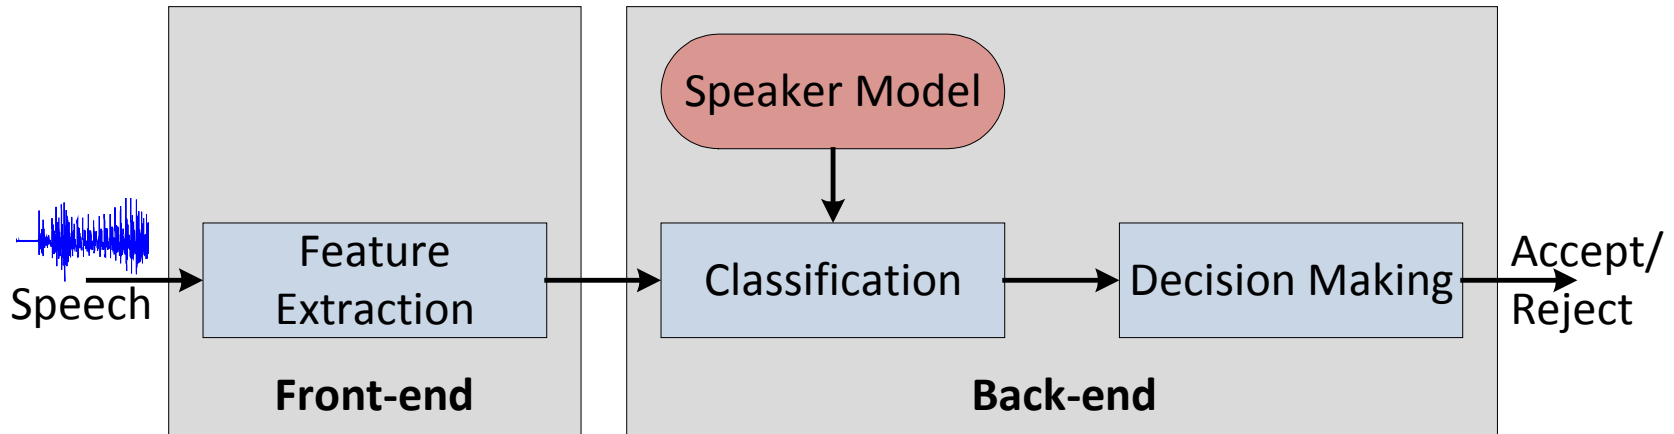 Speaker Model
Speech
Feature
Extraction
Classification
Decision Making
Accept/
Reject
Front-end
Back-end